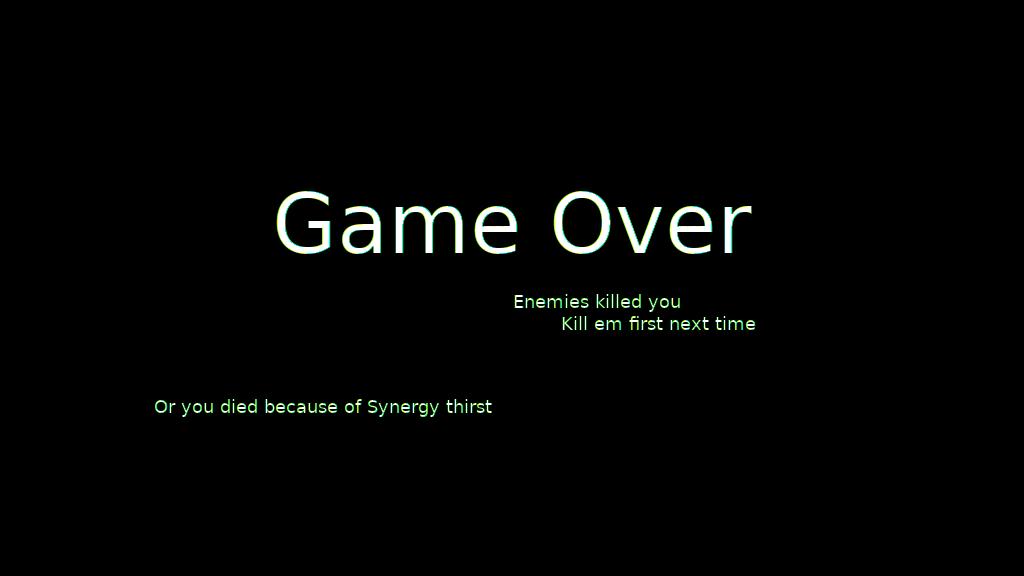 Game Over
Enemies killed you
Kill em first next time
Or you died because of Synergy thirst